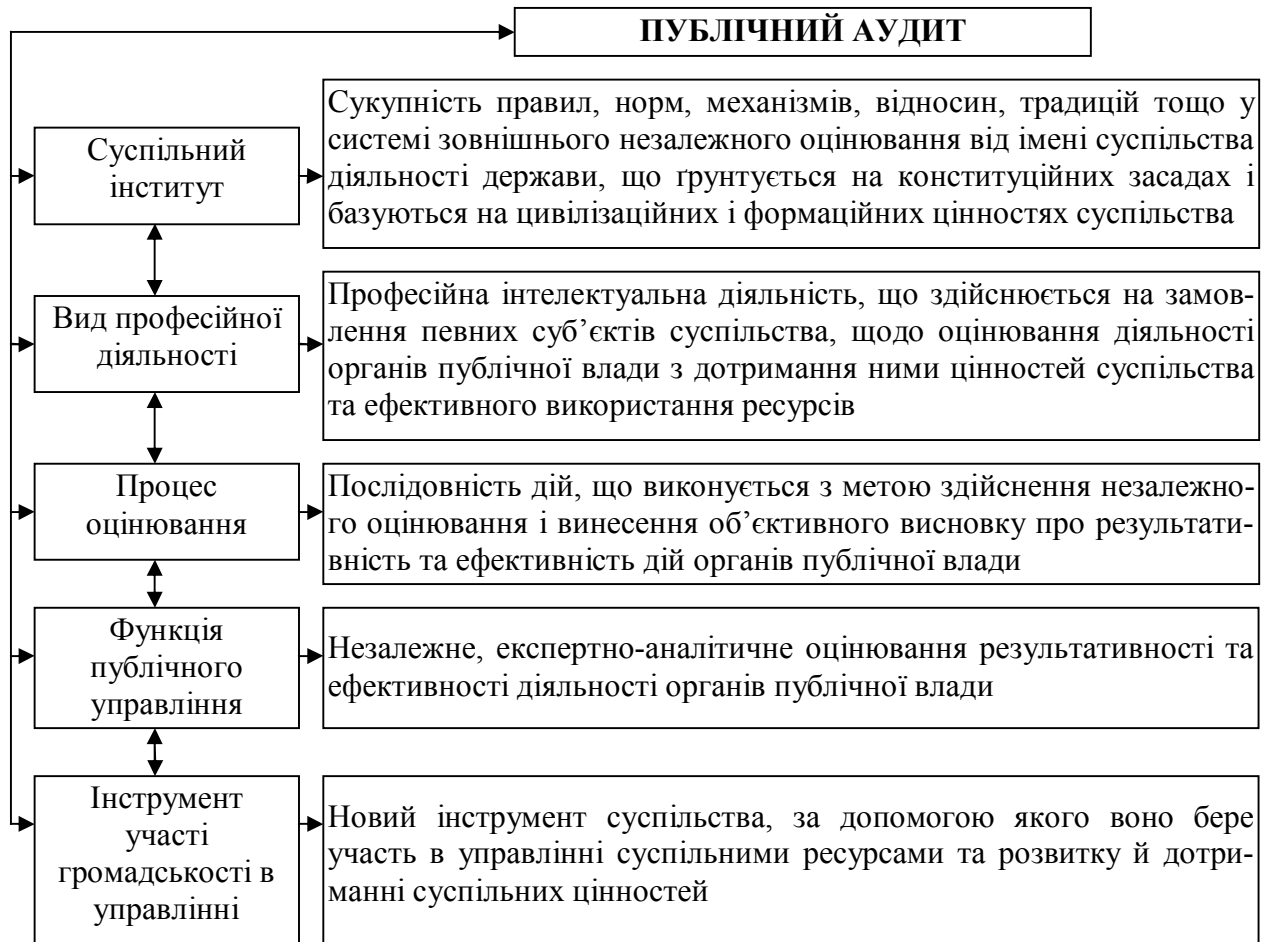 ПУБЛІЧНИЙ АУДИТ
Суспільний
інститут
Сукупність правил, норм, механізмів, відносин, традицій тощо у
системі зовнішнього незалежного оцінювання від імені суспільства
діяльності держави, що ґрунтується на конституційних засадах і
базуються на цивілізаційних і формаційних цінностях суспільства
Вид професійної
діяльності
Професійна інтелектуальна діяльність, що здійснюється на замов-
лення певних суб’єктів суспільства, щодо оцінювання діяльності
органів публічної влади з дотримання ними цінностей суспільства
та ефективного використання ресурсів
Процес
оцінювання
Послідовність дій, що виконується з метою здійснення незалежно-
го оцінювання і винесення об’єктивного висновку про результати-
вність та ефективність дій органів публічної влади
Функція
публічного
управління
Незалежне, експертно-аналітичне оцінювання результативності та
ефективності діяльності органів публічної влади
Інструмент
участі
громадськості в
управлінні
Новий інструмент суспільства, за допомогою якого воно бере
участь в управлінні суспільними ресурсами та розвитку й дотри-
манні суспільних цінностей